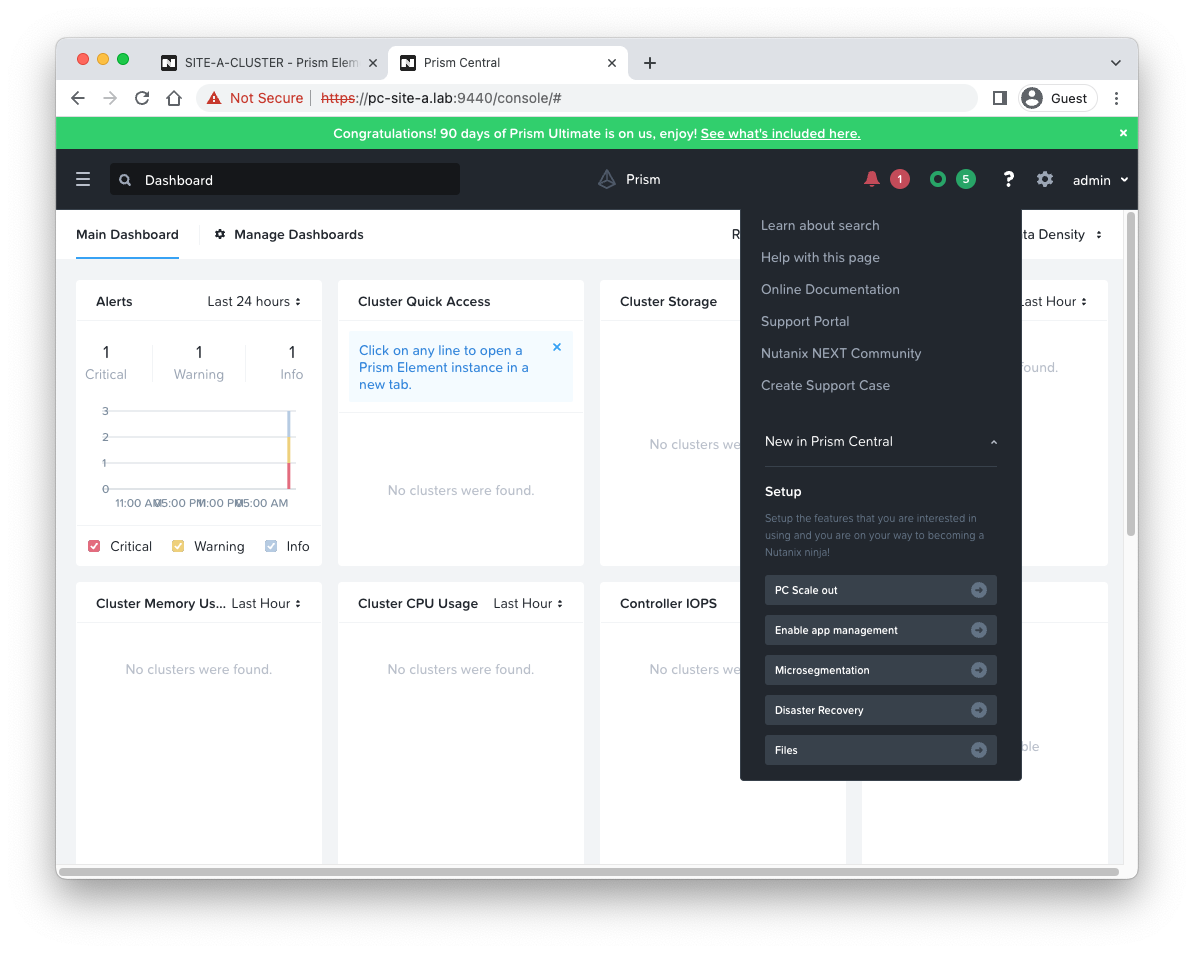 SITE-A-CLUSTER - Prism Elem
Prism Central
Not Secure
https://pc-site-a.lab:9440/console/#
Guest
Congratulations! 90 days of Prism Ultimate is on us, enjoy! See what's included here.
Dashboard
Prism
1
5
?
admin
Main Dashboard
Manage Dashboards
R
ta Density
Learn about search
Help with this page
Online Documentation
Support Portal
Nutanix NEXT Community
Create Support Case
New in Prism Central
Setup
Setup the features that you are interested in
using and you are on your way to becoming a
Nutanix ninja!
PC Scale out
Enable app management
Microsegmentation
Disaster Recovery
Files
Alerts
Last 24 hours
1
Critical
1
Warning
1
Info
3
2
1
0
11:00 AM
05:00 PM
11:00 PM
05:00 AM
Critical
Warning
Info
Cluster Quick Access
Click on any line to open a
Prism Element instance in a
new tab.
No clusters were found.
Cluster Storage
No clusters we
Last Hour
ound.
Cluster Memory Us...
Last Hour
No clusters were found.
Cluster CPU Usage
Last Hour
No clusters were found.
Controller IOPS
No clusters we
ble